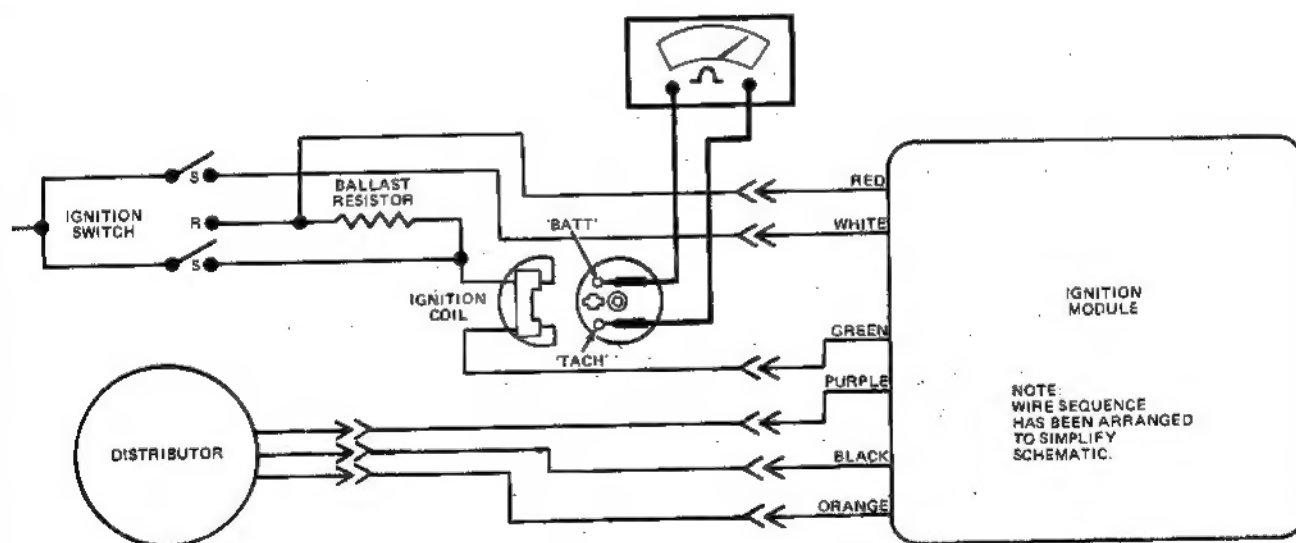 S
BALLAST
RESISTOR
IGNITION
SWITCH
R
S
'BATT'
IGNITION
COIL
'TACH'
RED
WHITE
GREEN
PURPLE
BLACK
ORANGE
IGNITION
MODULE
NOTE:
WIRE SEQUENCE
HAS BEEN ARRANGED
TO SIMPLIFY
SCHEMATIC.
DISTRIBUTOR